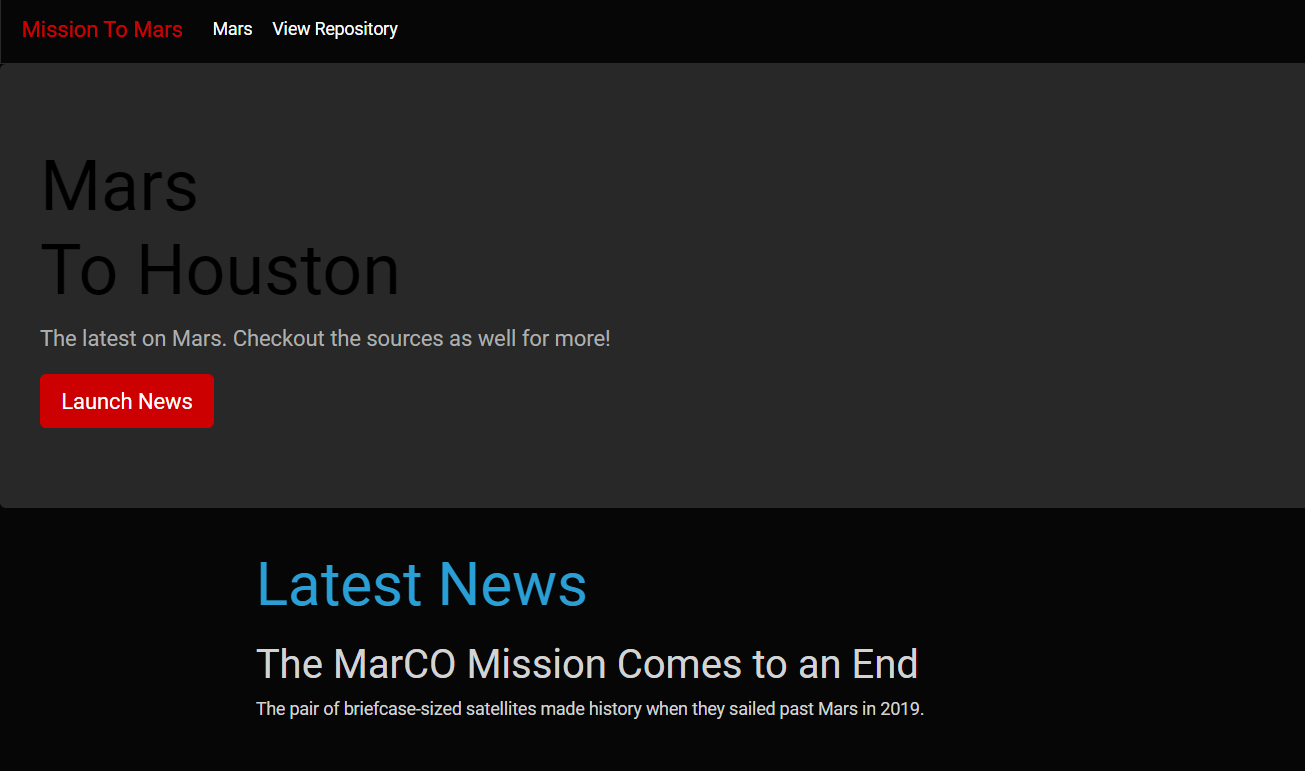 Mission To Mars Mars View Repository
Mars
To Houston
The latest on Mars. Checkout the sources as well for more!
Launch News
Latest News
The MarCO Mission Comes to an End
The pair of briefcase-sized satellites made history when they sailed past Mars in 2019.